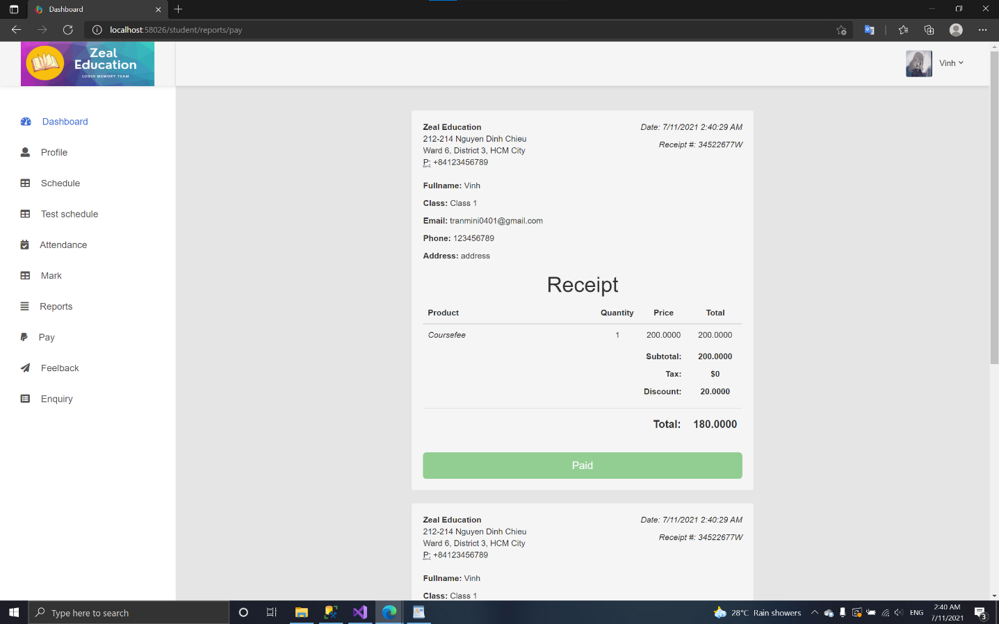 Dashboard
localhost:58026/student/reports/pay
Zeal
Education
LOGIN MEMORY TEAM
Vinh
Dashboard
Profile
Schedule
Test schedule
Attendance
Mark
Reports
Pay
Feelback
Enquiry
Zeal Education
Date: 7/11/2021 2:40:29 AM
212-214 Nguyen Dinh Chieu
Receipt #: 34522677W
Ward 6, District 3, HCM City
P: +84123456789
Fullname: Vinh
Class: Class 1
Email: tranmini0401@gmail.com
Phone: 123456789
Address: address
Receipt
Product Quantity Price Total
Coursefee 1 200.0000 200.0000
Subtotal: 200.0000
Tax: $0
Discount: 20.0000
Total: 180.0000
Paid
Zeal Education
Date: 7/11/2021 2:40:29 AM
212-214 Nguyen Dinh Chieu
Receipt #: 34522677W
Ward 6, District 3, HCM City
P: +84123456789
Fullname: Vinh
Class: Class 1
Type here to search
28°C Rain showers
ENG
2:40 AM
7/11/2021
3